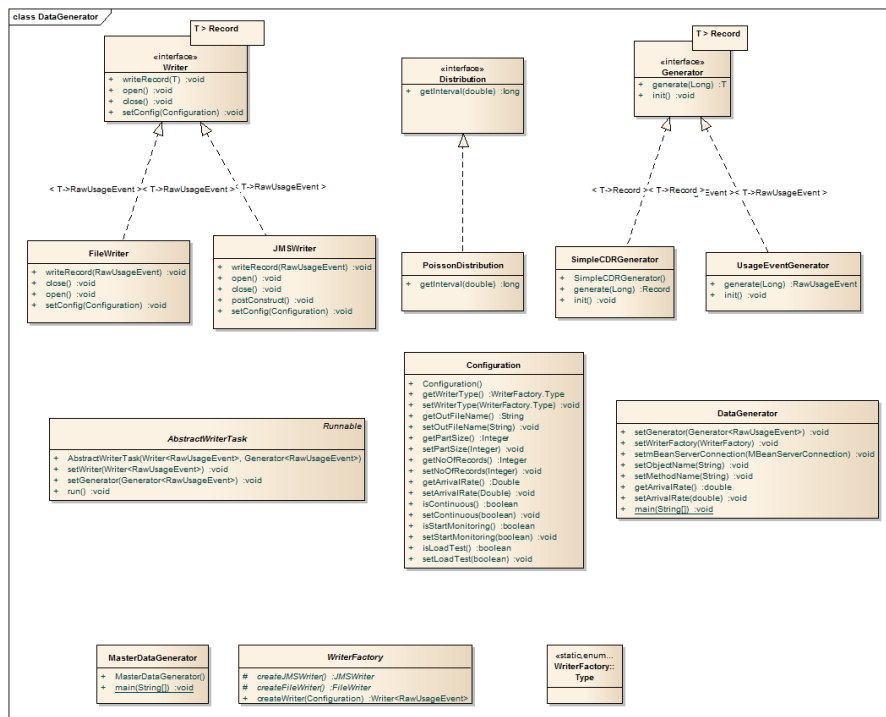 class DataGenerator
T > Record
«interface»
Writer
+ writeRecord(T) :void
+ open() :void
+ close() :void
+ setConfig(Configuration) :void
«interface»
Distribution
+ getInterval(double) :long
T > Record
«interface»
Generator
+ generate(Long) :T
+ init() :void
< T->RawUsageEvent >
< T->RawUsageEvent >
< T->RawUsageEvent >
< T->Record >
< T->Record >
Event >
< T->RawUsageEvent >
FileWriter
+ writeRecord(RawUsageEvent) :void
+ close() :void
+ open() :void
+ setConfig(Configuration) :void
JMSWriter
+ writeRecord(RawUsageEvent) :void
+ open() :void
+ close() :void
+ postConstruct() :void
+ setConfig(Configuration) :void
PoissonDistribution
+ getInterval(double) :long
SimpleCDRGenerator
+ SimpleCDRGenerator()
+ generate(Long) :Record
+ init() :void
UsageEventGenerator
+ generate(Long) :RawUsageEvent
+ init() :void
Runnable
AbstractWriterTask
+ AbstractWriterTask(Writer<RawUsageEvent>, Generator<RawUsageEvent>)
+ setWriter(Writer<RawUsageEvent>) :void
+ setGenerator(Generator<RawUsageEvent>) :void
+ run() :void
Configuration
+ Configuration()
+ getWriterType() :WriterFactory.Type
+ setWriterType(WriterFactory.Type) :void
+ getOutFileName() :String
+ setOutFileName(String) :void
+ getPartSize() :Integer
+ setPartSize(Integer) :void
+ getNoOfRecords() :Integer
+ setNoOfRecords(Integer) :void
+ getArrivalRate() :Double
+ setArrivalRate(Double) :void
+ isContinuous() :boolean
+ setContinuous(boolean) :void
+ isStartMonitoring() :boolean
+ setStartMonitoring(boolean) :void
+ isLoadTest() :boolean
+ setLoadTest(boolean) :void
DataGenerator
+ setGenerator(Generator<RawUsageEvent>) :void
+ setWriterFactory(WriterFactory) :void
+ setmBeanServerConnection(MBeanServerConnection) :void
+ setObjectName(String) :void
+ setMethodName(String) :void
+ getArrivalRate() :double
+ setArrivalRate(double) :void
+ main(String[]) :void
MasterDataGenerator
+ MasterDataGenerator()
+ main(String[]) :void
WriterFactory
# createJMSWriter() :JMSWriter
# createFileWriter() :FileWriter
+ createWriter(Configuration) :Writer<RawUsageEvent>
«static,enum...
WriterFactory::
Type